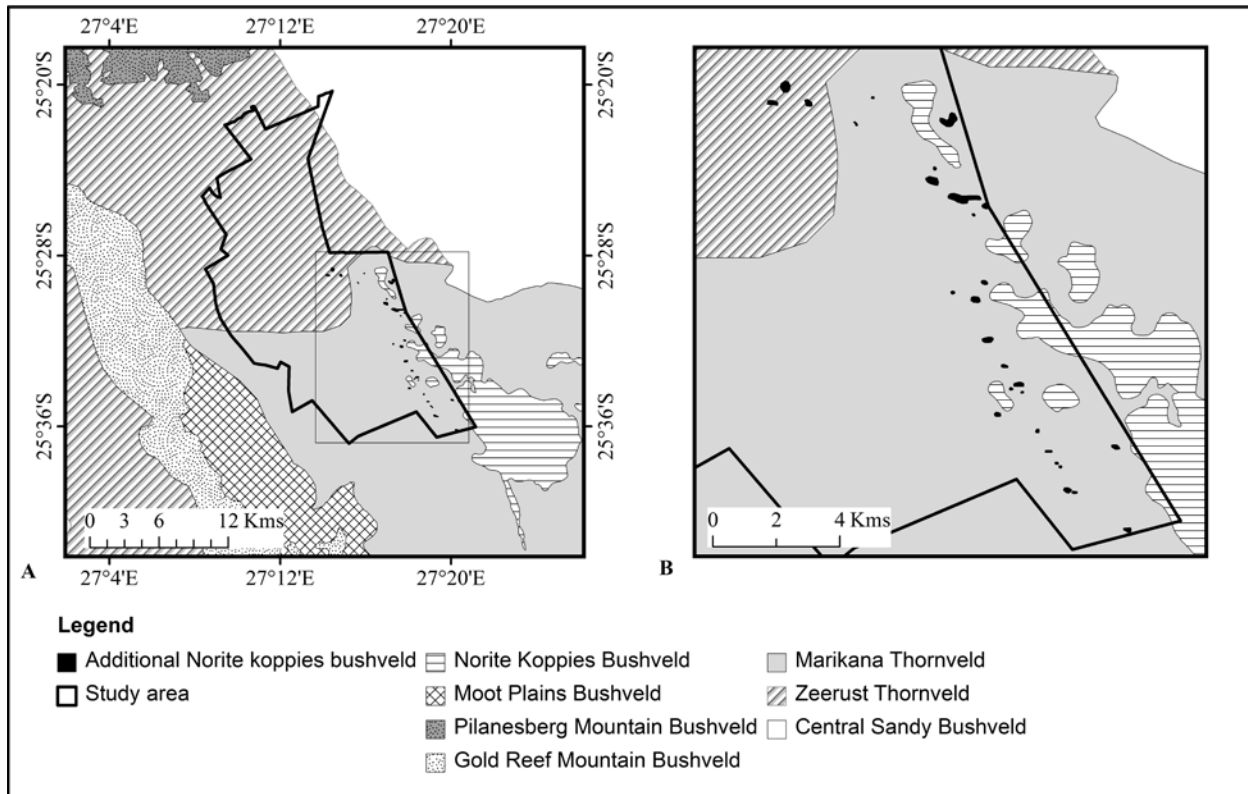 27°4'E 27°12'E 27°20'E
25°20'S 25°20'S
25°28'S 25°28'S
25°36'S 25°36'S
0 3 6 12 Kms
0 2 4 Kms
A
B
27°4'E 27°12'E 27°20'E
Legend
Additional Norite koppies bushveld
Study area
Norite Koppies Bushveld
Moot Plains Bushveld
Pilanesberg Mountain Bushveld
Gold Reef Mountain Bushveld
Marikana Thornveld
Zeerust Thornveld
Central Sandy Bushveld